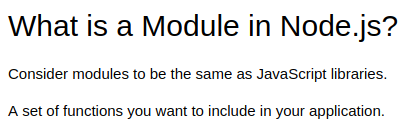 What is a Module in Node.js?
Consider modules to be the same as JavaScript libraries.
A set of functions you want to include in your application.